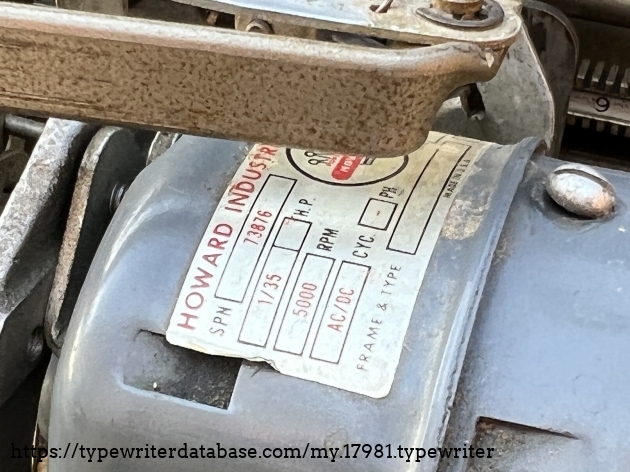 HOWARD INDUSTR
HOW
SPN 73876
1/35 H.P.
5000 RPM
AC/DC CYC. - PH
FRAME & TYPE
MADE IN U.S.A.
9
https://typewriterdatabase.com/my.17981.typewriter